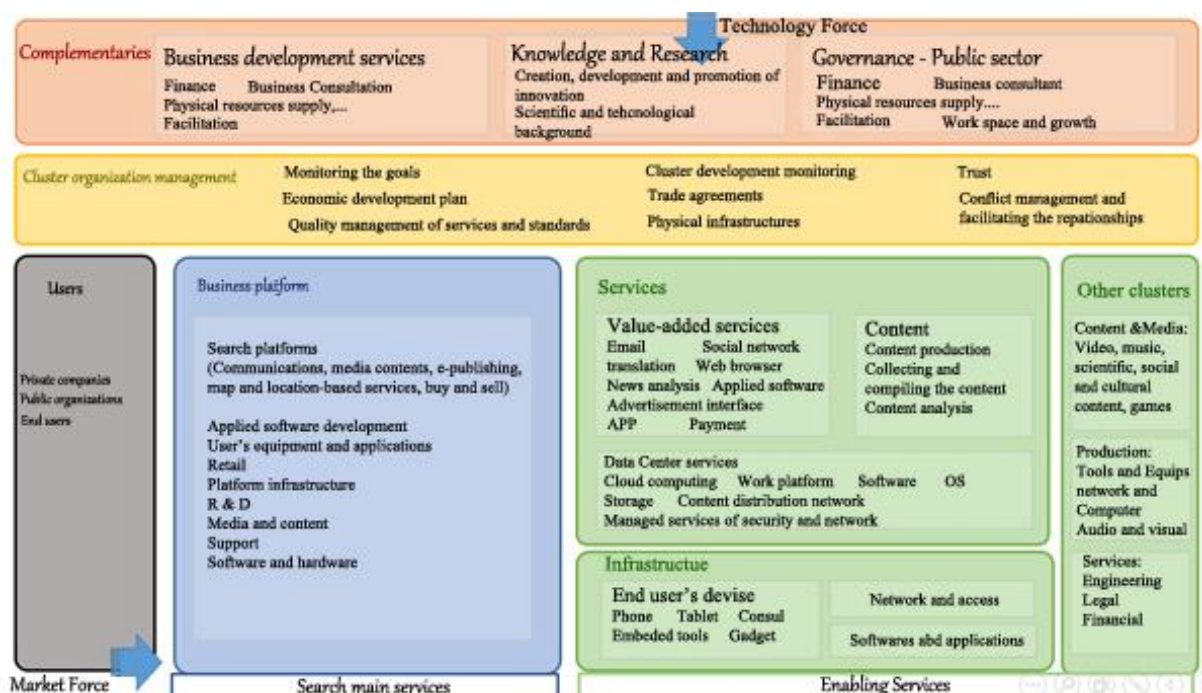 Technology Force
Complementaries
Business development services
Finance Business Consultation
Physical resources supply,...
Facilitation
Knowledge and Research
Creation, development and promotion of
innovation
Scientific and tehcnological
background
Governance - Public sector
Finance Business consultant
Physical resources supply....
Facilitation Work space and growth
Cluster organization management
Monitoring the goals
Economic development plan
Quality management of services and standards
Cluster development monitoring
Trade agreements
Physical infrastructures
Trust
Conflict management and
facilitating the repationships
Users
Private companies
Public organizations
End users
Market Force
Business platform
Search platforms
(Communications, media contents, e-publishing,
map and location-based services, buy and sell)
Applied software development
User's equipment and applications
Retail
Platform infrastructure
R & D
Media and content
Support
Software and hardware
Search main services
Services
Value-added sercices
Email Social network
translation Web browser
News analysis Applied software
Advertisement interface
APP Payment
Content
Content production
Collecting and
compiling the content
Content analysis
Data Center services
Cloud computing Work platform Software OS
Storage Content distribution network
Managed services of security and network
Infrastructue
End user's devise
Phone Tablet Consul
Embeded tools Gadget
Network and access
Softwares abd applications
Enabling Services
Other clusters
Content &Media:
Video, music,
scientific, social
and cultural
content, games
Production:
Tools and Equips
network and
Computer
Audio and visual
Services:
Engineering
Legal
Financial